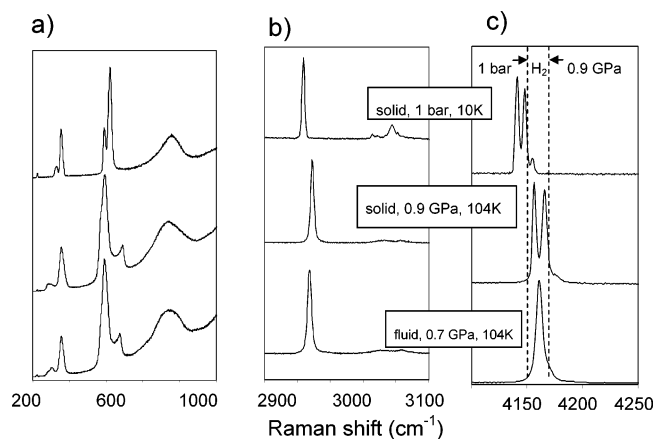 a)
b)
c)
1 bar H₂ 0.9 GPa
solid, 1 bar, 10K
solid, 0.9 GPa, 104K
fluid, 0.7 GPa, 104K
200 600 1000
2900 3000 3100
4150 4200 4250
Raman shift (cm⁻¹)